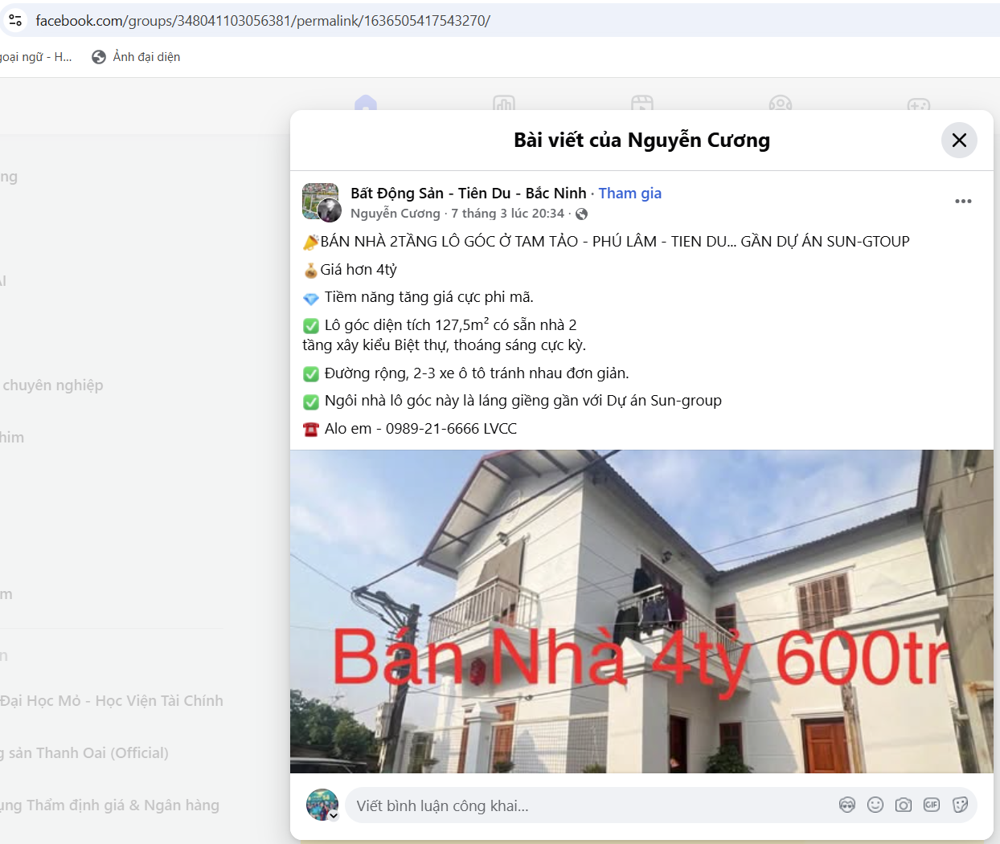 facebook.com/groups/348041103056381/permalink/1636505417543270/
goại ngữ - H...
Ảnh đại diện
Bài viết của Nguyễn Cương
ng
Bất Động Sản - Tiên Du - Bắc Ninh · Tham gia
Nguyễn Cương · 7 tháng 3 lúc 20:34 ·
BÁN NHÀ 2TẦNG LÔ GÓC Ở TAM TẢO - PHÚ LÂM - TIEN DU... GẦN DỰ ÁN SUN-GTOUP
Giá hơn 4tỷ
AI
Tiềm năng tăng giá cực phi mã.
Lô góc diện tích 127,5m² có sẵn nhà 2
tầng xây kiểu Biệt thự, thoáng sáng cực kỳ.
Đường rộng, 2-3 xe ô tô tránh nhau đơn giản.
chuyên nghiệp
Ngôi nhà lô góc này là láng giềng gần với Dự án Sun-group
Alo em - 0989-21-6666 LVCC
him
m
Bán Nhà 4tỷ 600tr
n
Đại Học Mỏ - Học Viện Tài Chính
g sản Thanh Oai (Official)
ụng Thẩm định giá & Ngân hàng
Viết bình luận công khai...
GIF